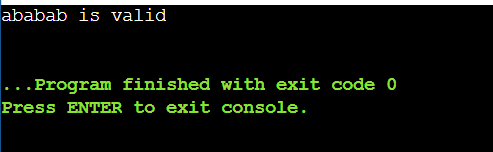 ababab is valid
...Program finished with exit code 0
Press ENTER to exit console.